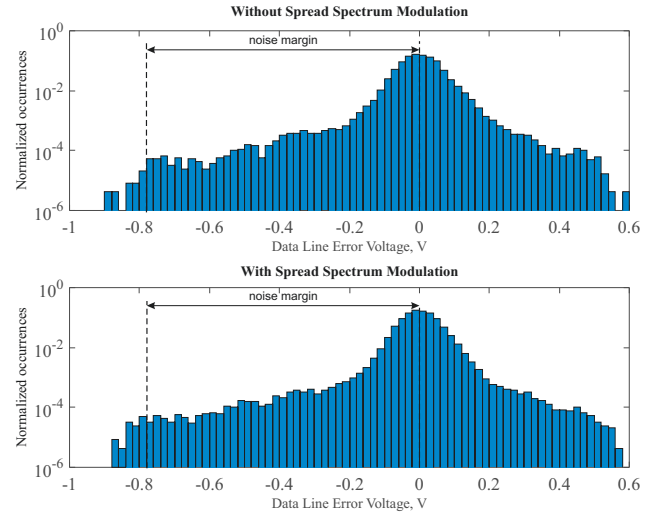 Without Spread Spectrum Modulation
noise margin
Normalized occurrences
10^0
10^-2
10^-4
10^-6
-1 -0.8 -0.6 -0.4 -0.2 0 0.2 0.4 0.6
Data Line Error Voltage, V
With Spread Spectrum Modulation
noise margin
Normalized occurrences
10^0
10^-2
10^-4
10^-6
-1 -0.8 -0.6 -0.4 -0.2 0 0.2 0.4 0.6
Data Line Error Voltage, V